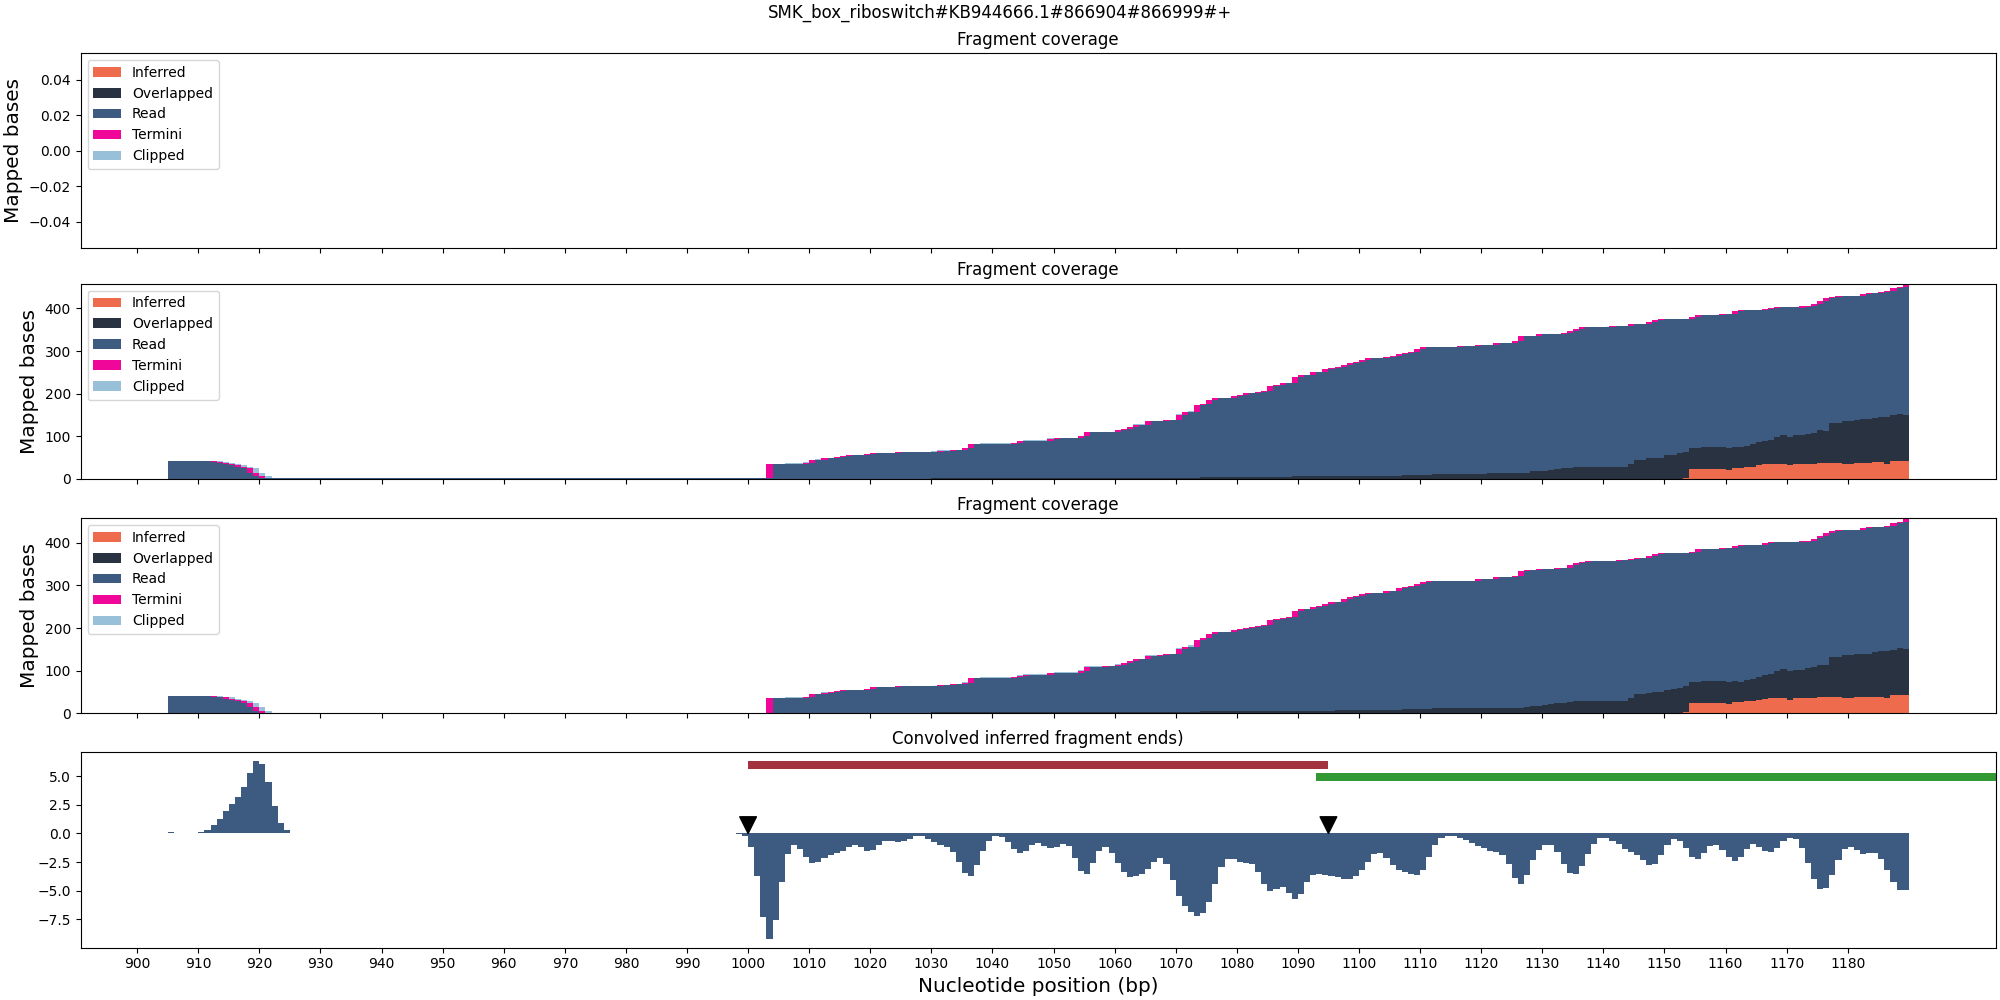 SMK_box_riboswitch#KB944666.1#866904#866999#+
Fragment coverage
Mapped bases
0.04
0.02
0.00
−0.02
−0.04
Inferred
Overlapped
Read
Termini
Clipped
Fragment coverage
Mapped bases
400
300
200
100
0
Inferred
Overlapped
Read
Termini
Clipped
Fragment coverage
Mapped bases
400
300
200
100
0
Inferred
Overlapped
Read
Termini
Clipped
Convolved inferred fragment ends)
5.0
2.5
0.0
−2.5
−5.0
−7.5
900 910 920 930 940 950 960 970 980 990 1000 1010 1020 1030 1040 1050 1060 1070 1080 1090 1100 1110 1120 1130 1140 1150 1160 1170 1180
Nucleotide position (bp)